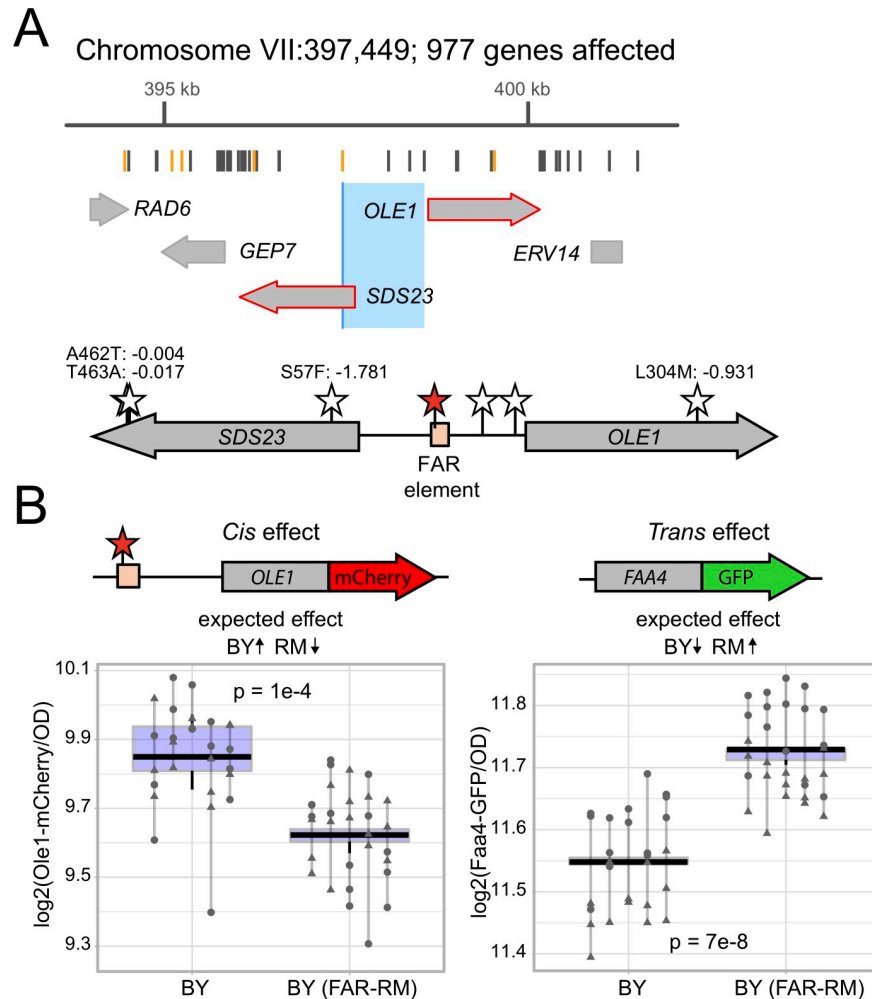 A
Chromosome VII:397,449; 977 genes affected
395 kb
400 kb
RAD6
OLE1
GEP7
ERV14
SDS23
A462T: -0.004
T463A: -0.017
S57F: -1.781
L304M: -0.931
SDS23
OLE1
FAR
element
B
Cis effect
OLE1
mCherry
expected effect
BY↑ RM↓
10.1
9.9
9.7
9.5
9.3
log2(Ole1-mCherry/OD)
p = 1e-4
BY
BY (FAR-RM)
Trans effect
FAA4
GFP
expected effect
BY↓ RM↑
11.8
11.7
11.6
11.5
11.4
log2(Faa4-GFP/OD)
p = 7e-8
BY
BY (FAR-RM)